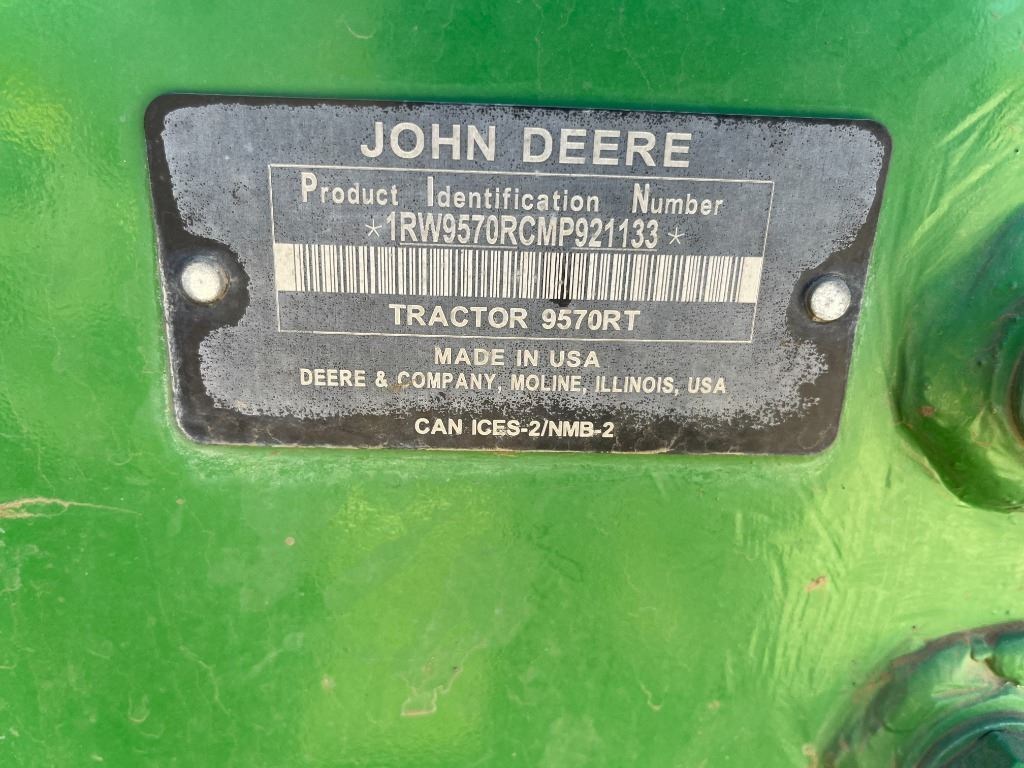 JOHN DEERE
Product Identification Number
*1RW9570RCMP921133*
TRACTOR 9570RT
MADE IN USA
DEERE & COMPANY, MOLINE, ILLINOIS, USA
CAN ICES-2/NMB-2